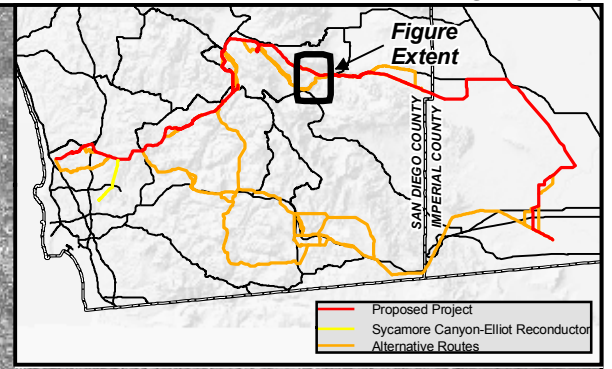 Figure
Extent
SAN DIEGO COUNTY
IMPERIAL COUNTY
Proposed Project
Sycamore Canyon-Elliot Reconductor
Alternative Routes